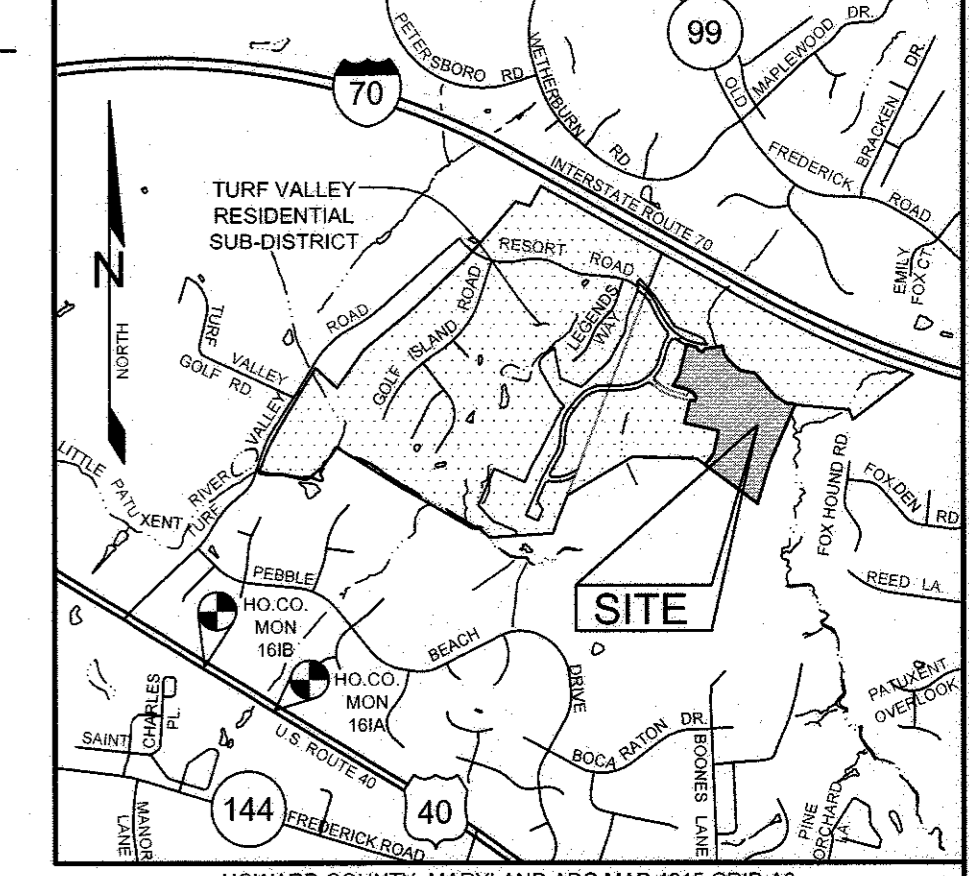 PETERSBORO RD
WETHERBURN RD
99
OLD
MAPLEWOOD DR.
BRACKEN DR.
FREDERICK ROAD
70
INTERSTATE ROUTE 70
EMILY
FOX CT.
TURF VALLEY
RESIDENTIAL
SUB-DISTRICT
N
NORTH
RESORT ROAD
ROAD
GOLF ISLAND ROAD
LEGENDS
WAY
TURF VALLEY
GOLF RD
VALLEY
TURF
RIVER
LITTLE PATUXENT
FOX HOUND RD.
FOXDEN RD
REED LA.
SITE
PEBBLE BEACH DRIVE
HO.CO.
MON
161B
HO.CO.
MON
161A
PATUXENT
OVERLOOK
BOCA RATON DR.
BOONES LANE
PINE
ORCHARD
LA.
SAINT
CHARLES
PL.
U.S. ROUTE 40
40
144
FREDERICK ROAD
MANOR
LANE